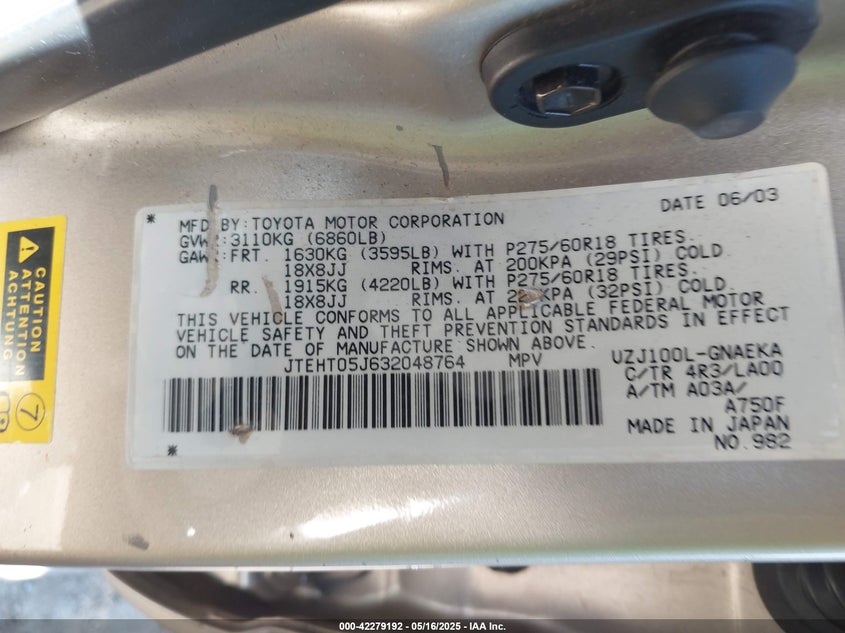 DATE 06/03
MFD. BY: TOYOTA MOTOR CORPORATION
GVWR: 3110KG (6860LB)
GAWR: FRT. 1630KG (3595LB) WITH P275/60R18 TIRES.
18X8JJ RIMS. AT 200KPA (29PSI) COLD.
RR. 1915KG (4220LB) WITH P275/60R18 TIRES.
18X8JJ RIMS. AT KPA (32PSI) COLD.
THIS VEHICLE CONFORMS TO ALL APPLICABLE FEDERAL MOTOR
VEHICLE SAFETY AND THEFT PREVENTION STANDARDS IN EFFECT
ON THE DATE OF MANUFACTURE SHOWN ABOVE.
JTEHT05J632048764 MPV
UZJ100L-GNAEKA
C/TR 4R3/LA00
A/TM A03A/
A750F
MADE IN JAPAN
NO.982
CAUTION
ATTENTION
ACHTUNG
7
000-42279192 - 05/16/2025 - IAA Inc.